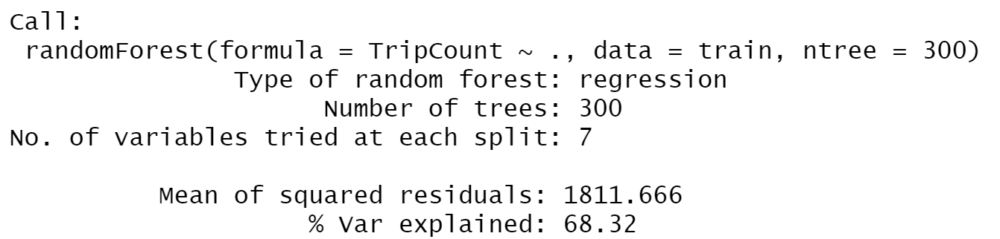 Call:
randomForest(formula = TripCount ~ ., data = train, ntree = 300)
Type of random forest: regression
Number of trees: 300
No. of variables tried at each split: 7
Mean of squared residuals: 1811.666
% Var explained: 68.32